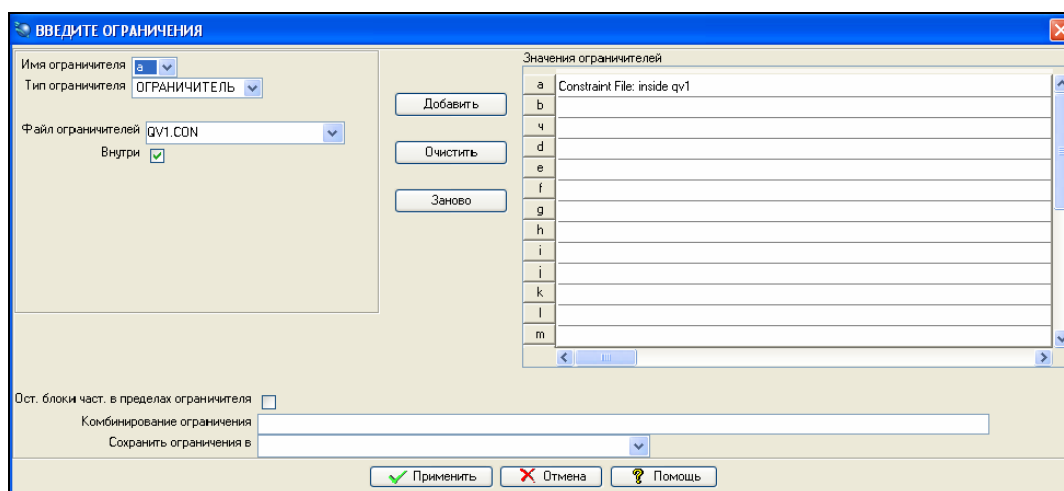 ВВЕДИТЕ ОГРАНИЧЕНИЯ
Имя ограничителя a
Тип ограничителя ОГРАНИЧИТЕЛЬ
Файл ограничителей QV1.CON
Внутри
Добавить
Очистить
Заново
Значения ограничителей
a Constraint File: inside qv1
b
ч
d
e
f
g
h
i
j
k
l
m
Ост. блоки част. в пределах ограничителя
Комбинирование ограничения
Сохранить ограничения в
Применить Отмена Помощь